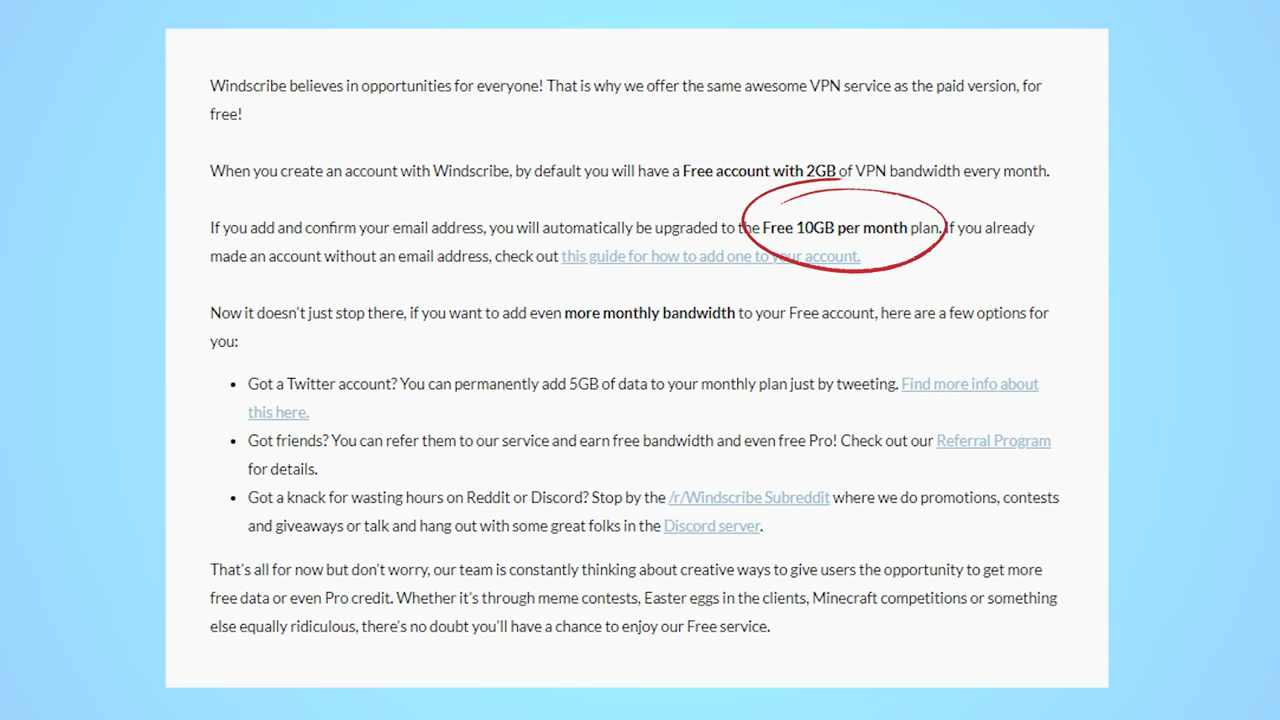 Windscribe believes in opportunities for everyone! That is why we offer the same awesome VPN service as the paid version, for
free!
When you create an account with Windscribe, by default you will have a Free account with 2GB of VPN bandwidth every month.
If you add and confirm your email address, you will automatically be upgraded to the Free 10GB per month plan. If you already
made an account without an email address, check out this guide for how to add one to your account.
Now it doesn't just stop there, if you want to add even more monthly bandwidth to your Free account, here are a few options for
you:
• Got a Twitter account? You can permanently add 5GB of data to your monthly plan just by tweeting. Find more info about
this here.
• Got friends? You can refer them to our service and earn free bandwidth and even free Pro! Check out our Referral Program
for details.
• Got a knack for wasting hours on Reddit or Discord? Stop by the /r/Windscribe Subreddit where we do promotions, contests
and giveaways or talk and hang out with some great folks in the Discord server.
That's all for now but don't worry, our team is constantly thinking about creative ways to give users the opportunity to get more
free data or even Pro credit. Whether it's through meme contests, Easter eggs in the clients, Minecraft competitions or something
else equally ridiculous, there's no doubt you'll have a chance to enjoy our Free service.